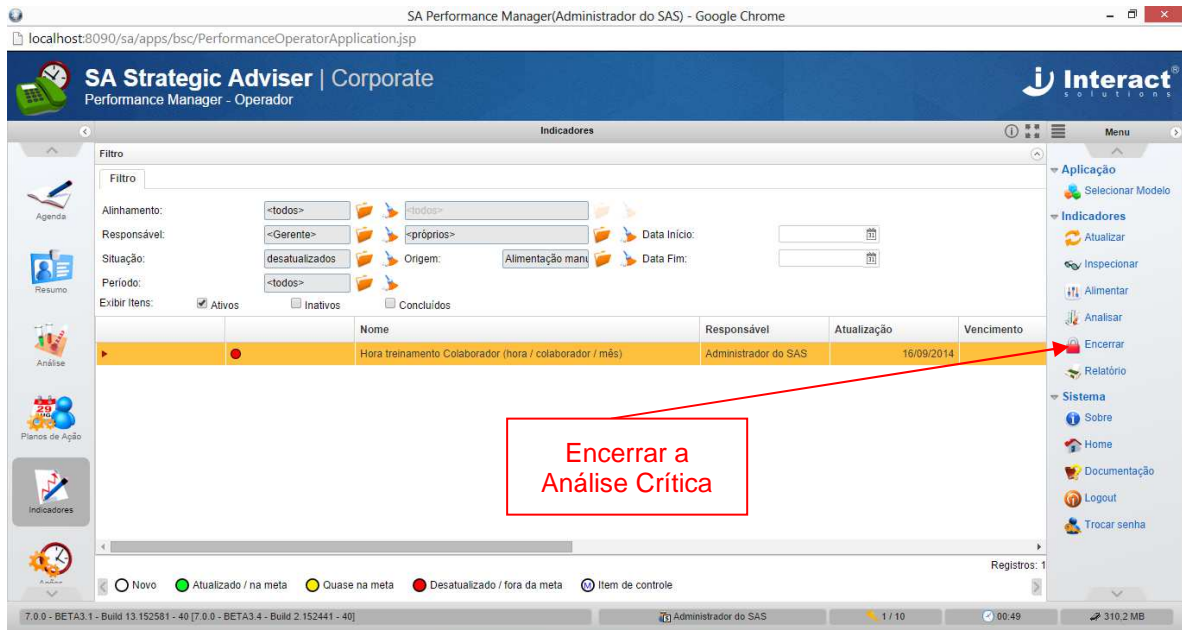 SA Performance Manager(Administrador do SAS) - Google Chrome
localhost:8090/sa/apps/bsc/PerformanceOperatorApplication.jsp
SA Strategic Adviser | Corporate
Performance Manager - Operador
Interact®
solutions
Indicadores
Menu
Filtro
Filtro
Alinhamento: <todos> <todos>
Responsável: <Gerente> <próprios> Data Início:
Situação: desatualizados Origem: Alimentação manu Data Fim:
Período: <todos>
Exibir Itens: Ativos Inativos Concluídos
Nome Responsável Atualização Vencimento
Hora treinamento Colaborador (hora / colaborador / mês) Administrador do SAS 16/09/2014
Agenda
Resumo
Análise
29
Planos de Ação
Indicadores
Ações
Encerrar a
Análise Crítica
Aplicação
Selecionar Modelo
Indicadores
Atualizar
Inspecionar
Alimentar
Analisar
Encerrar
Relatório
Sistema
Sobre
Home
Documentação
Logout
Trocar senha
Registros: 1
Novo Atualizado / na meta Quase na meta Desatualizado / fora da meta M Item de controle
7.0.0 - BETA3.1 - Build 13.152581 - 40 [7.0.0 - BETA3.4 - Build 2.152441 - 40] Administrador do SAS 1 / 10 00:49 310,2 MB